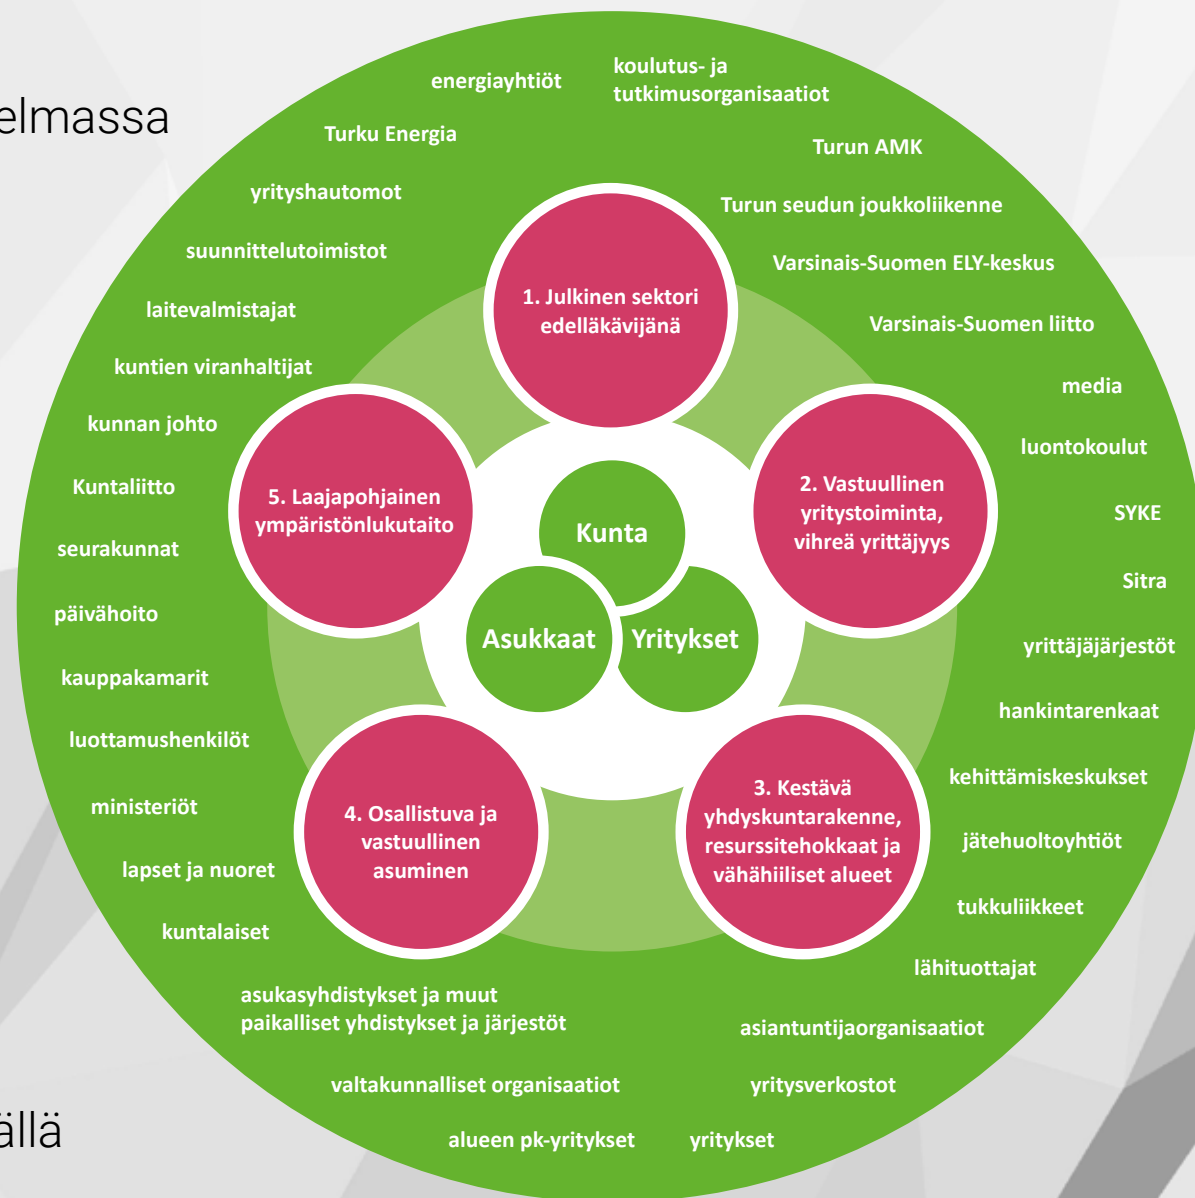 elmassa
energiayhtiöt
koulutus- ja
tutkimusorganisaatiot
Turku Energia
Turun AMK
yrityshautomot
Turun seudun joukkoliikenne
suunnittelutoimistot
Varsinais-Suomen ELY-keskus
laitevalmistajat
Varsinais-Suomen liitto
kuntien viranhaltijat
media
kunnan johto
luontokoulut
Kuntaliitto
SYKE
seurakunnat
Sitra
päivähoito
yrittäjäjärjestöt
kauppakamarit
hankintarenkaat
luottamushenkilöt
kehittämiskeskukset
ministeriöt
jätehuoltoyhtiöt
lapset ja nuoret
tukkuliikkeet
kuntalaiset
lähituottajat
asukasyhdistykset ja muut
paikalliset yhdistykset ja järjestöt
asiantuntijaorganisaatiot
valtakunnalliset organisaatiot
yritysverkostot
alueen pk-yritykset
yritykset
1. Julkinen sektori
edelläkävijänä
2. Vastuullinen
yritystoiminta,
vihreä yrittäjyys
3. Kestävä
yhdyskuntarakenne,
resurssitehokkaat ja
vähähiiliset alueet
4. Osallistuva ja
vastuullinen
asuminen
5. Laajapohjainen
ympäristönlukutaito
Kunta
Asukkaat
Yritykset
ällä